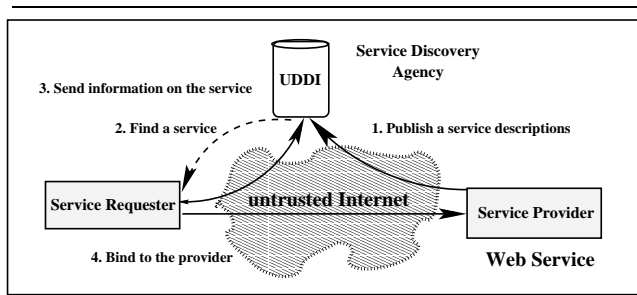 Service Discovery
Agency
UDDI
3. Send information on the service
2. Find a service
1. Publish a service descriptions
untrusted Internet
Service Requester
Service Provider
4. Bind to the provider
Web Service